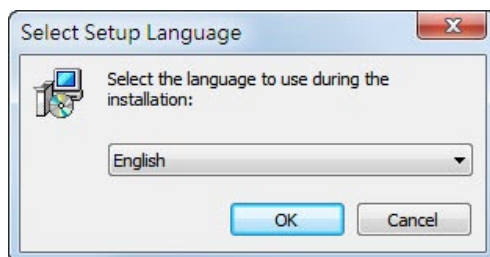 Select Setup Language
Select the language to use during the
installation:
English
OK
Cancel